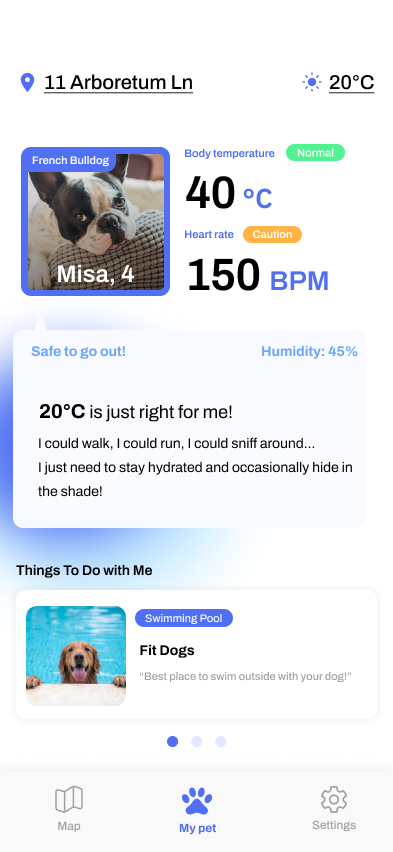 11 Arboretum Ln
20°C
French Bulldog
Misa, 4
Body temperature
Normal
40 °C
Heart rate
Caution
150 BPM
Safe to go out!
Humidity: 45%
20°C is just right for me!
I could walk, I could run, I could sniff around...
I just need to stay hydrated and occasionally hide in
the shade!
Things To Do with Me
Swimming Pool
Fit Dogs
“Best place to swim outside with your dog!”
Map
My pet
Settings